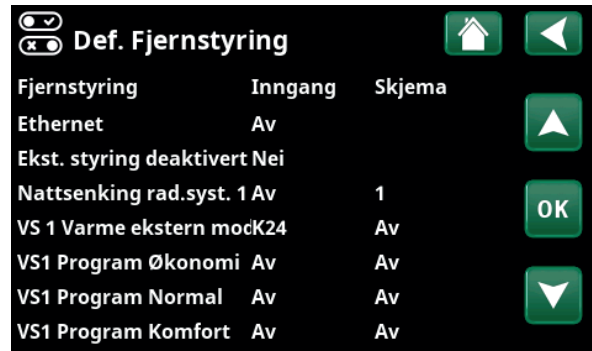 Def. Fjernstyring
Fjernstyring Inngang Skjema
Ethernet Av
Ekst. styring deaktivert Nei
Nattsenking rad.syst. 1 Av 1
VS 1 Varme ekstern mod K24 Av
VS1 Program Økonomi Av Av
VS1 Program Normal Av Av
VS1 Program Komfort Av Av
OK